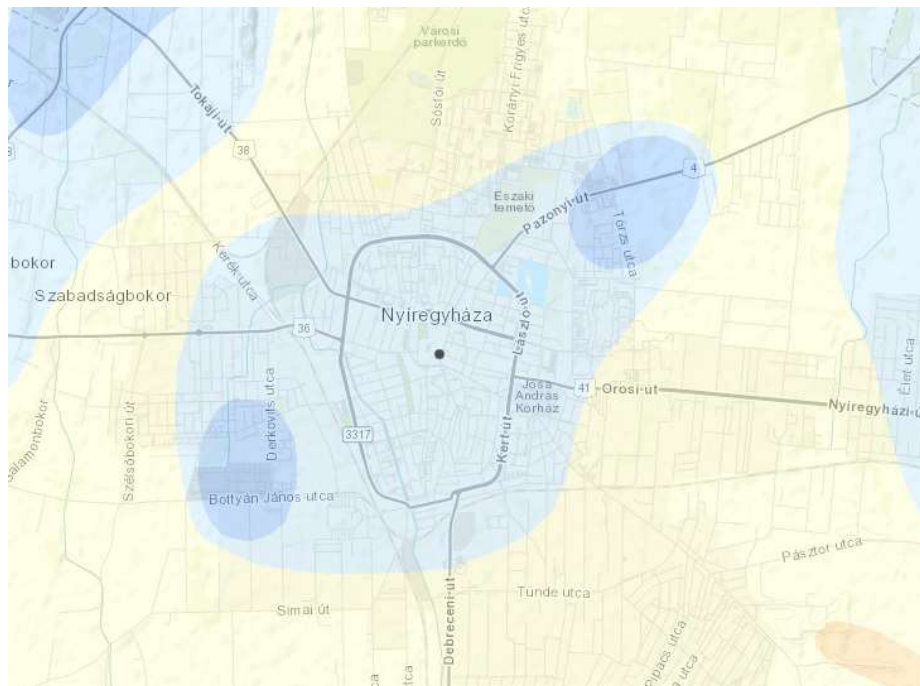 Városi
parkerdő
Korányi Frigyes utca
Sóstói út
Tokaji-út
38
4
Északi
temető
Pazonyi-út
Törzs utca
Kerék-utca
bokor
Szabadságbokor
36
Nyíregyháza
László
Jósa
András
Kórház
41
Orosi-út
Nyíregyházi-ú
Élet utca
Derkovits utca
Szélsőbokori út
Salamonbokor
3317
Kert-út
Bottyán János utca
Pásztor utca
Simai út
Tünde utca
Debreceni-út
Pipacs utca